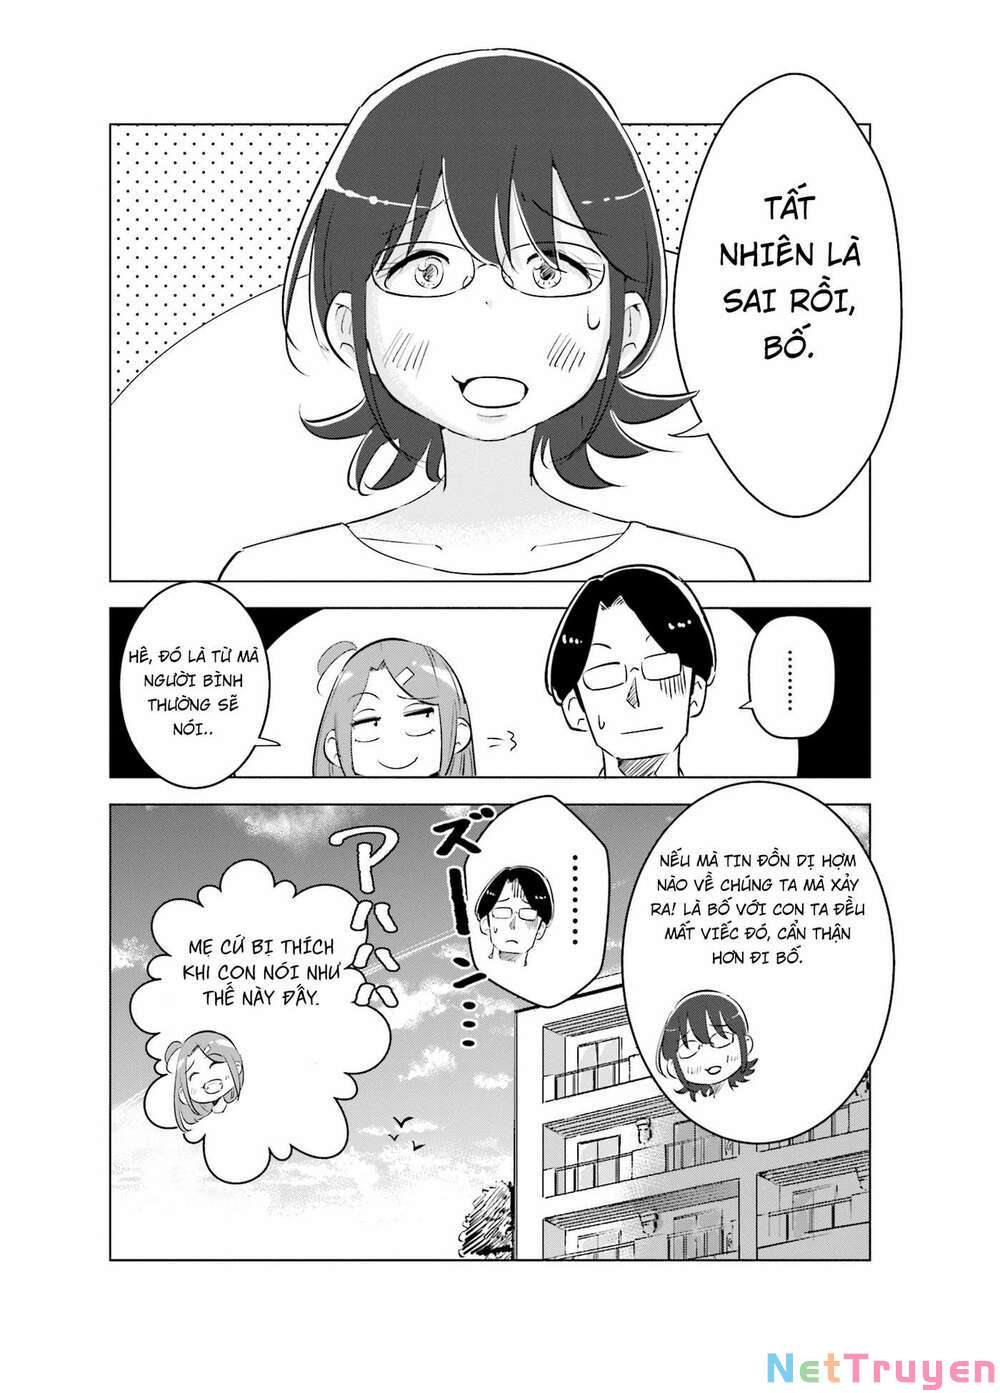 TẤT
NHIÊN LÀ
SAI RỒI,
BỐ.
........
HÊ, ĐÓ LÀ TỪ MÀ
NGƯỜI BÌNH
THƯỜNG SẼ
NÓI..
NẾU MÀ TIN ĐỒN DỊ HỢM
NÀO VỀ CHÚNG TA MÀ XẢY
RA! LÀ BỐ VỚI CON TA ĐỀU
MẤT VIẾC ĐÓ, CẨN THẬN
HƠN ĐI BỐ.
.........
ズーーン…
アハハハ
MẸ CỨ BỊ THÍCH
KHI CON NÓI NHƯ
THẾ NÀY ĐẤY.
NetTruyen